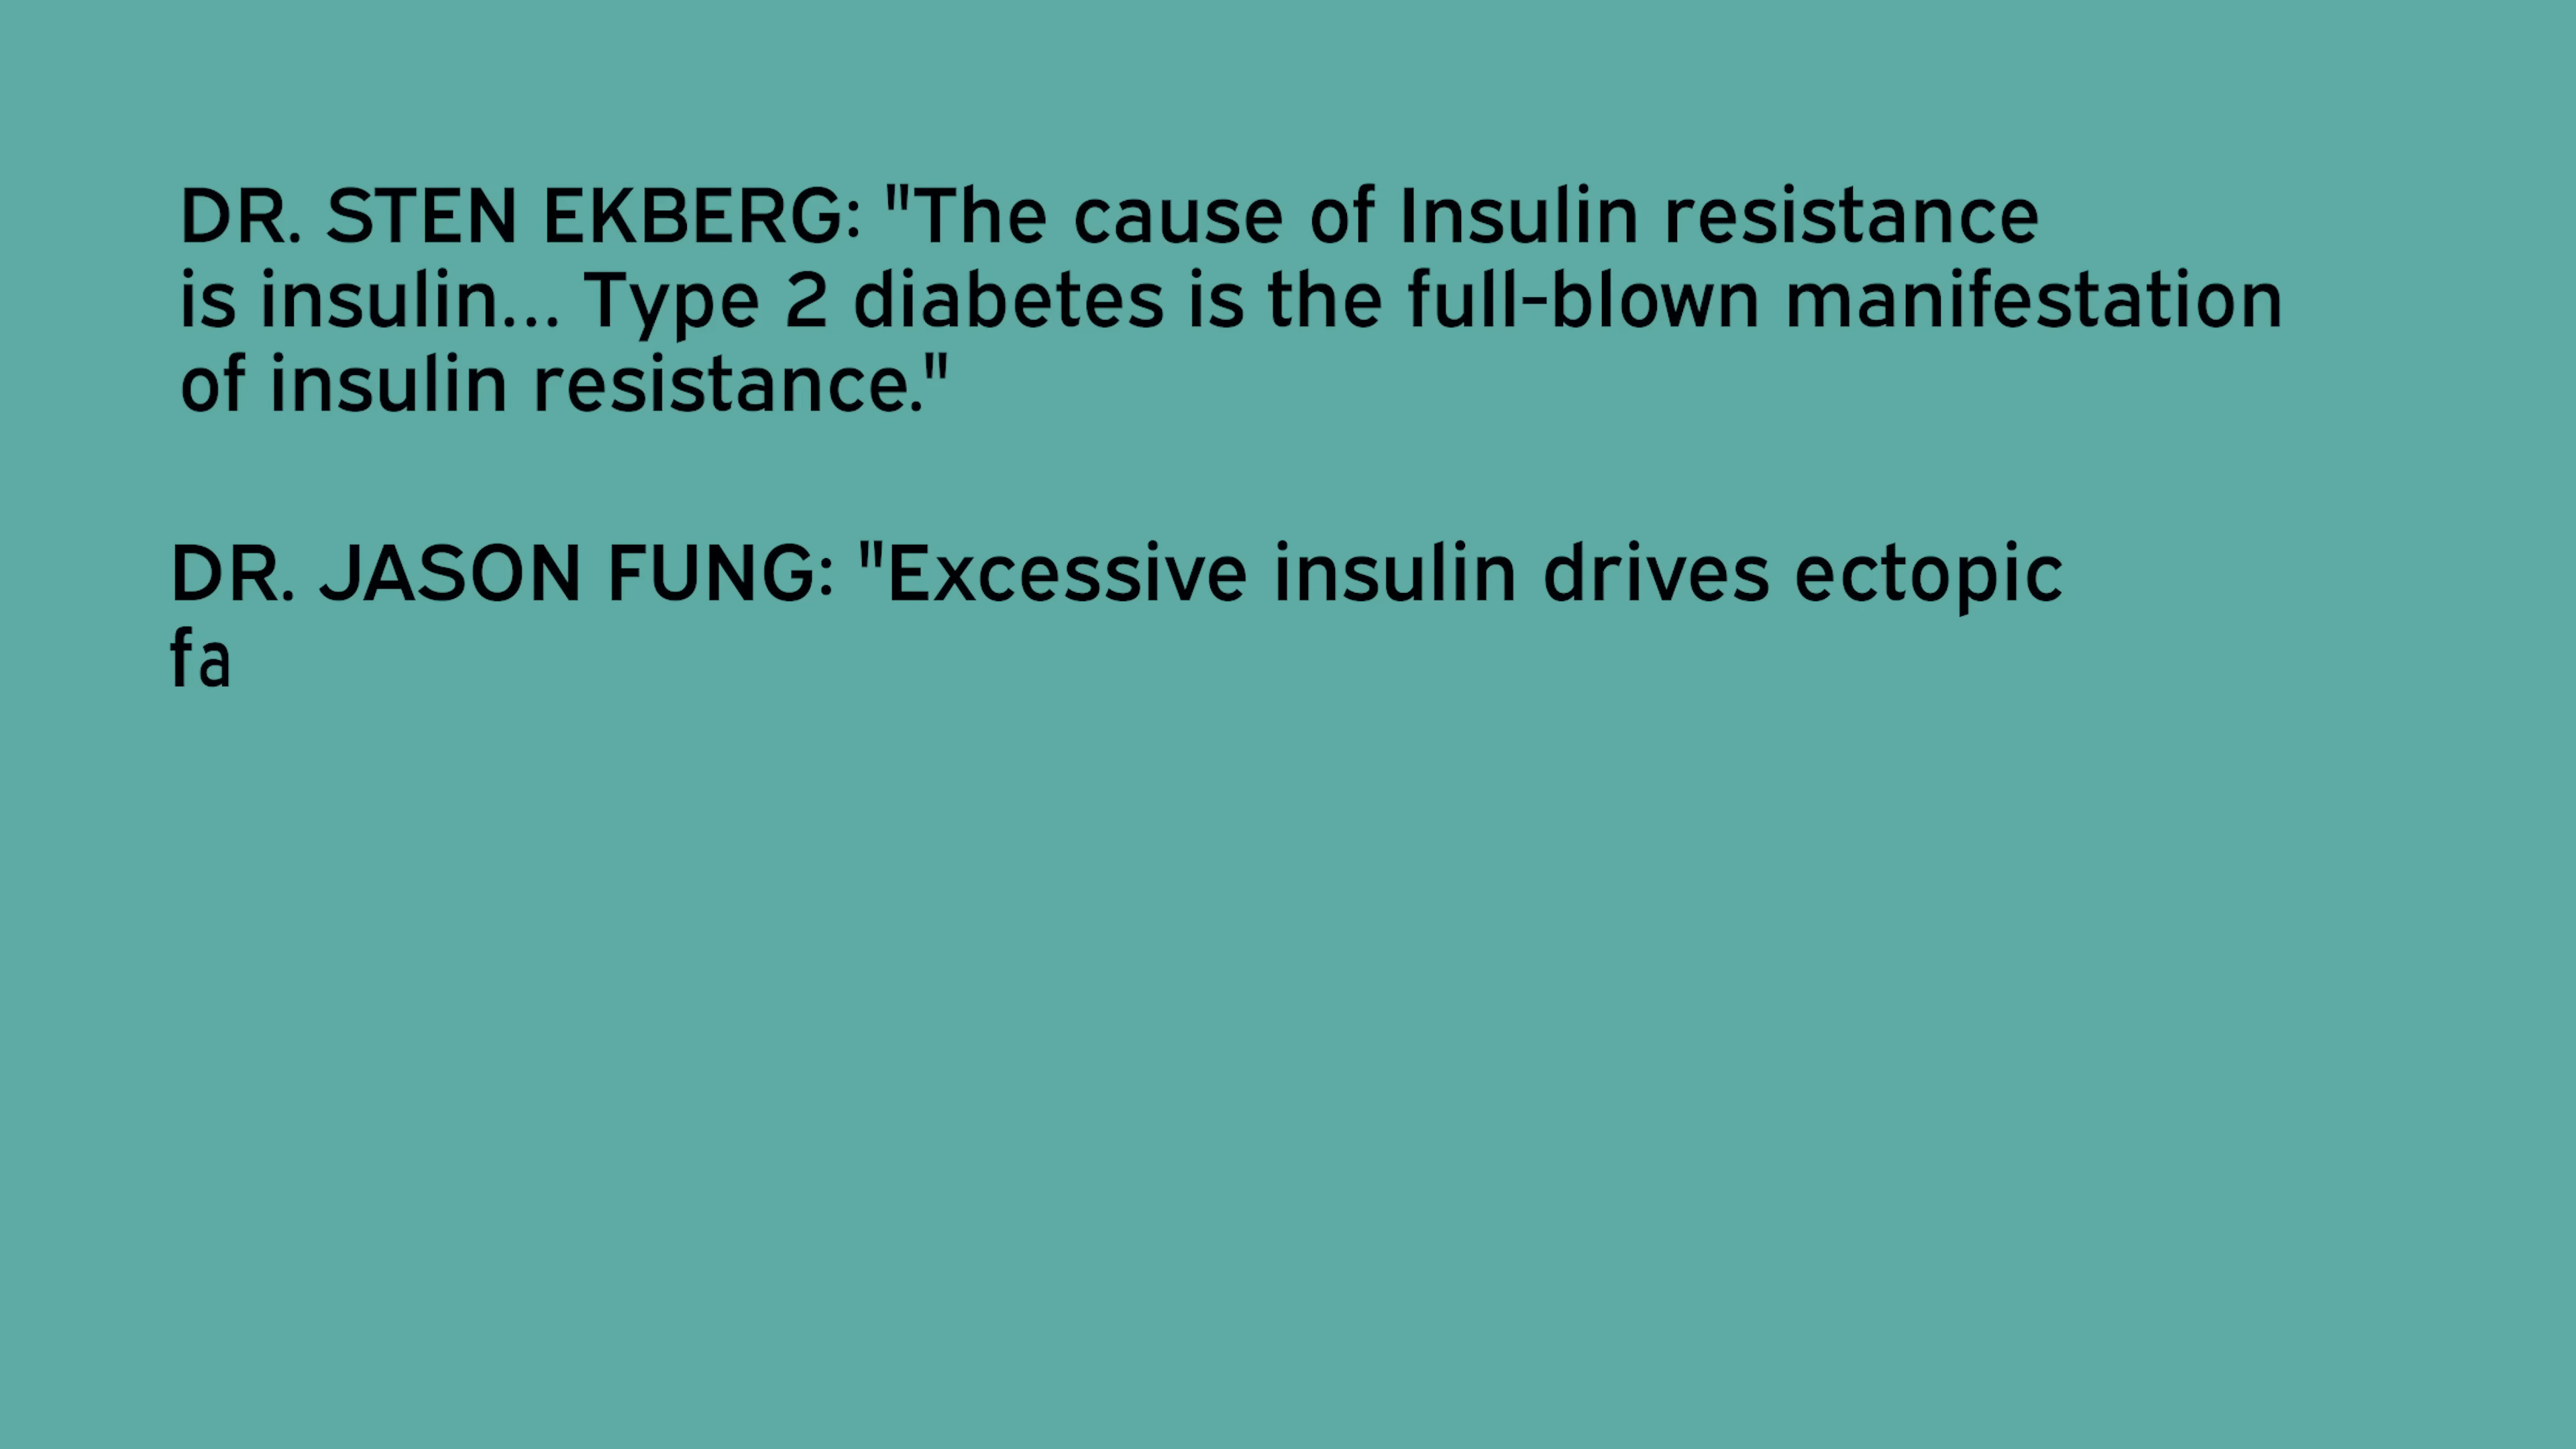 DR. STEN EKBERG: "The cause of Insulin resistance
is insulin... Type 2 diabetes is the full-blown manifestation
of insulin resistance."
DR. JASON FUNG: "Excessive insulin drives ectopic
fa